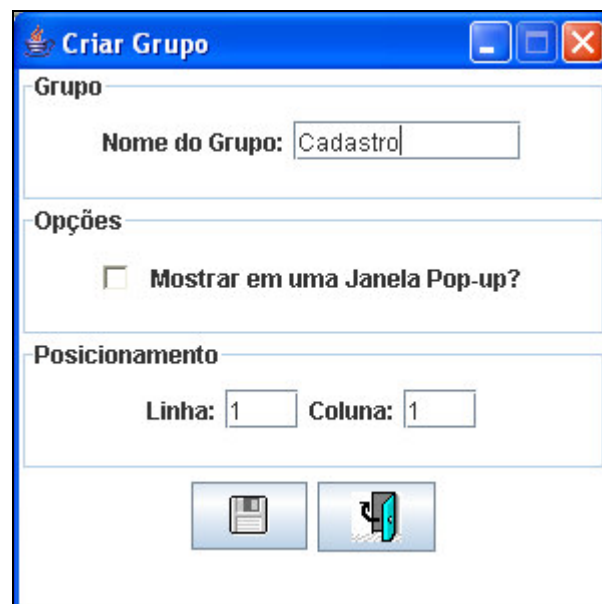 Criar Grupo
Grupo
Nome do Grupo: Cadastro
Opções
Mostrar em uma Janela Pop-up?
Posicionamento
Linha: 1 Coluna: 1